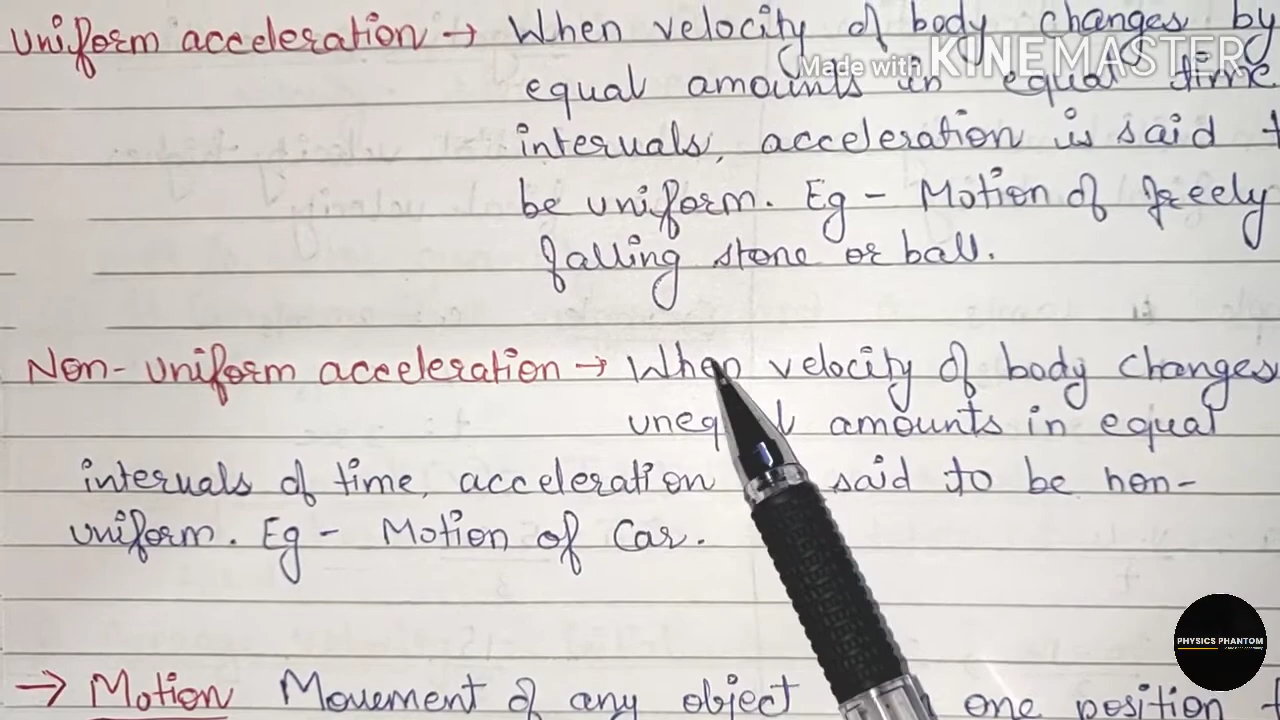 Uniform acceleration → When velocity of body changes by
Made with KINEMASTER
equal amounts in equal time
intervals, acceleration is said t
be uniform. Eg - Motion of freely
falling stone or ball.
Non-uniform acceleration → When velocity of body changes
unequal amounts in equal
intervals of time, acceleration said to be non-
uniform. Eg - Motion of Car.
→ Motion Movement of any object one position t
PHYSICS PHANTOM